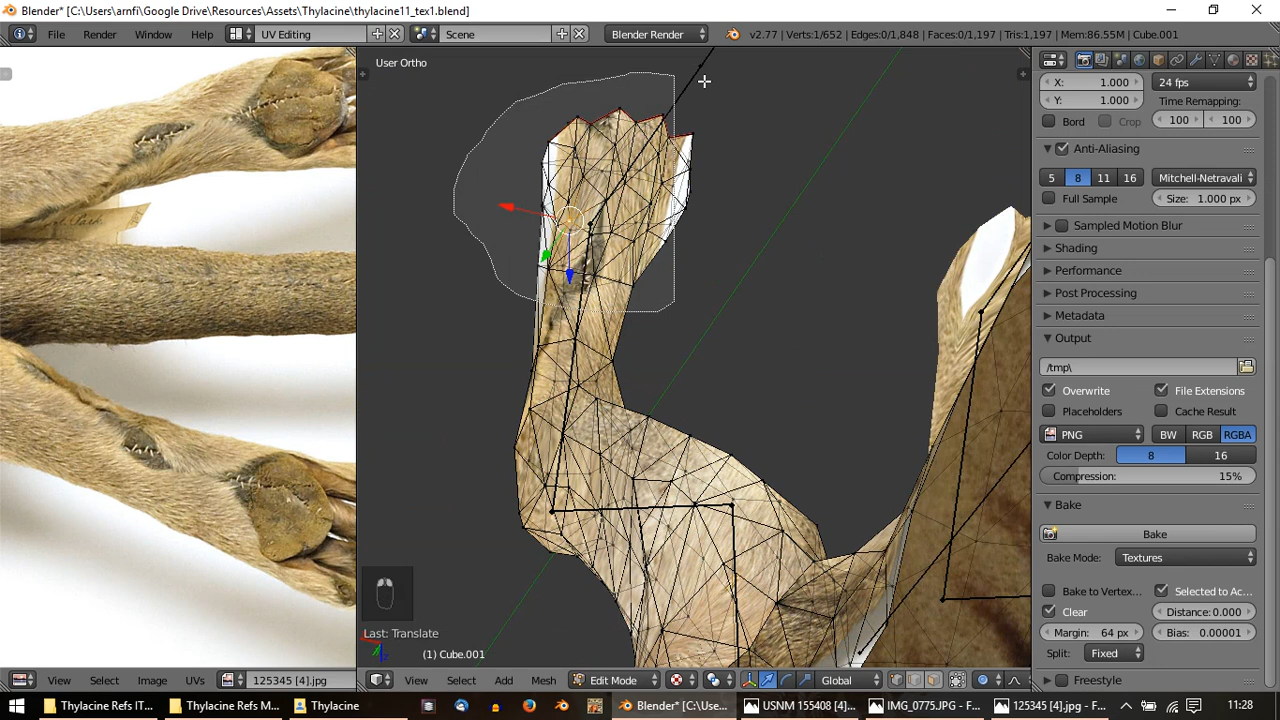 Blender* [C:\Users\arnfi\Google Drive\Resources\Assets\Thylacine\thylacine11_tex1.blend]
File Render Window Help UV Editing Scene Blender Render v2.77 | Verts:1/652 | Edges:0/1,848 | Faces:0/1,197 | Tris:1,197 | Mem:86.55M | Cube.001
User Ortho
X: 1.000 24 fps
Y: 1.000 Time Remapping:
Bord Crop 100 100
Anti-Aliasing
5 8 11 16 Mitchell-Netravali
Full Sample Size: 1.000 px
Sampled Motion Blur
Shading
Performance
Post Processing
Metadata
Output
/tmp\
Overwrite File Extensions
Placeholders Cache Result
PNG BW RGB RGBA
Color Depth: 8 16
Compression: 15%
Bake
Bake
Bake Mode: Textures
Bake to Vertex... Selected to Ac...
Clear Distance: 0.000
Margin: 64 px Bias: 0.00001
Split: Fixed
Freestyle
Last: Translate
(1) Cube.001
View Select Image UVs 125345 [4].jpg View Select Add Mesh Edit Mode Global
Thylacine Refs IT... Thylacine Refs M... Thylacine Blender* [C:\Use... USNM 155408 [4]... IMG_0775.JPG - F... 125345 [4].jpg - F... 11:28